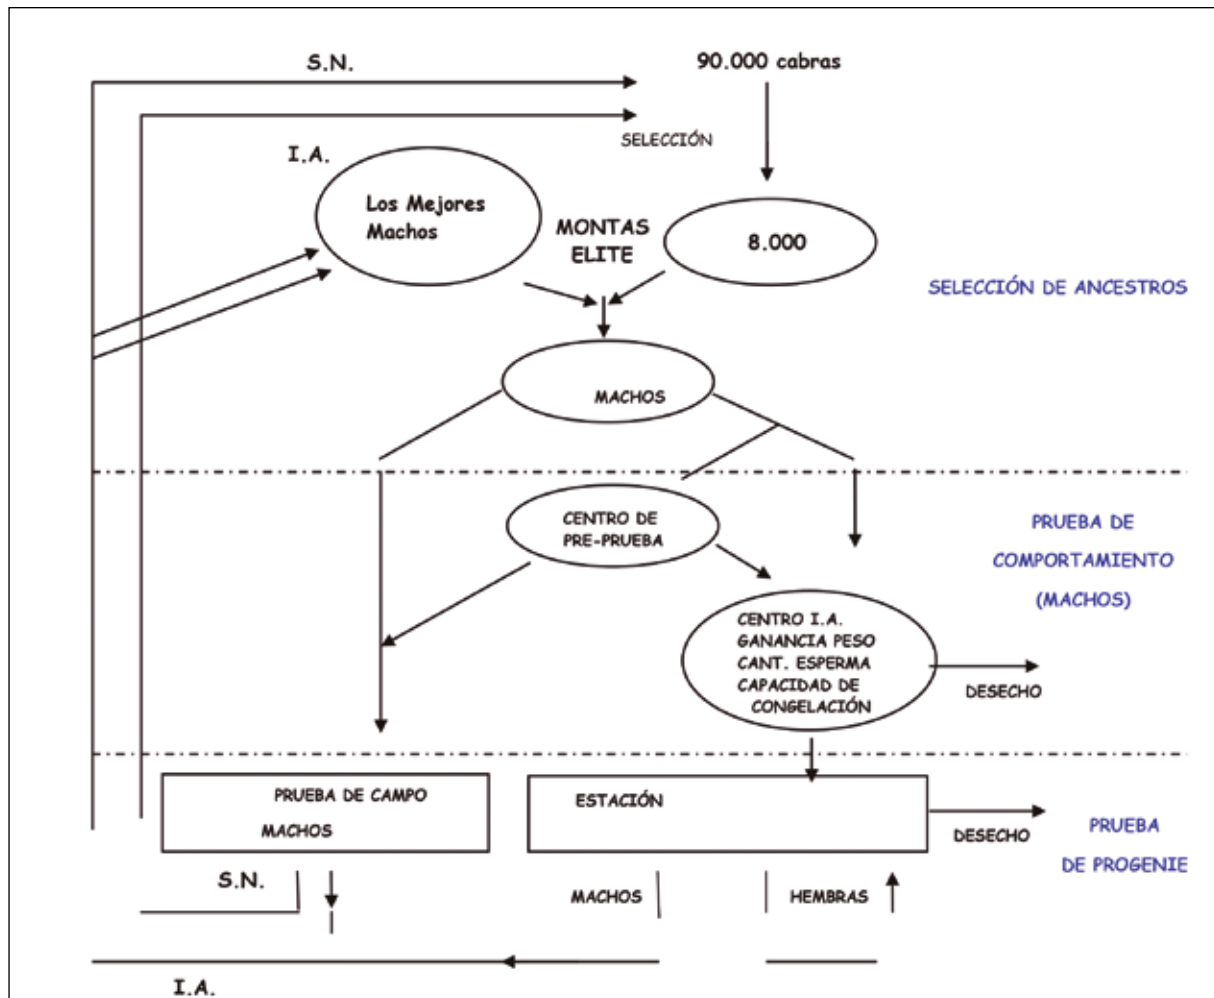 S.N.
90.000 cabras
SELECCIÓN
I.A.
Los Mejores
Machos
MONTAS
ELITE
8.000
SELECCIÓN DE ANCESTROS
MACHOS
CENTRO DE
PRE-PRUEBA
PRUEBA DE
COMPORTAMIENTO
(MACHOS)
CENTRO I.A.
GANANCIA PESO
CANT. ESPERMA
CAPACIDAD DE
CONGELACIÓN
DESECHO
PRUEBA DE CAMPO
MACHOS
ESTACIÓN
DESECHO
PRUEBA
DE PROGENIE
S.N.
MACHOS
HEMBRAS
I.A.